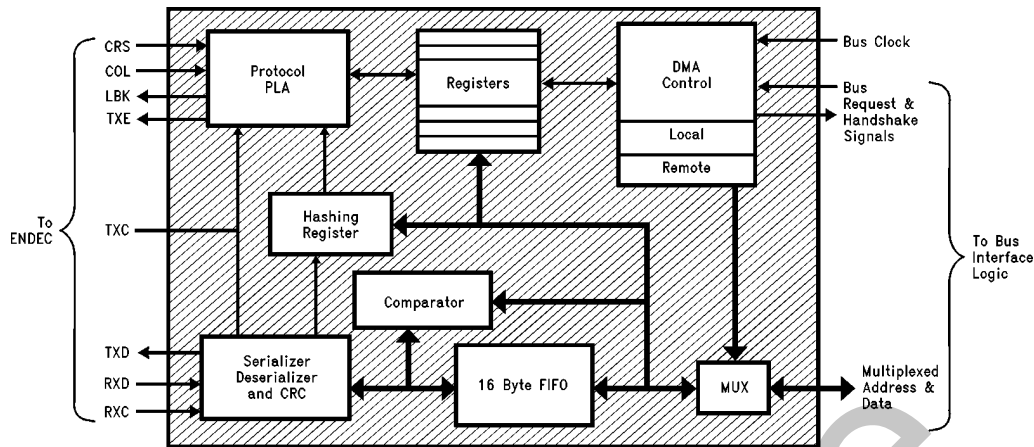 CRS
COL
LBK
TXE
To
ENDEC
TXC
TXD
RXD
RXC
Protocol
PLA
Registers
DMA
Control
Local
Remote
Hashing
Register
Comparator
Serializer
Deserializer
and CRC
16 Byte FIFO
MUX
Bus Clock
Bus
Request &
Handshake
Signals
To Bus
Interface
Logic
Multiplexed
Address &
Data